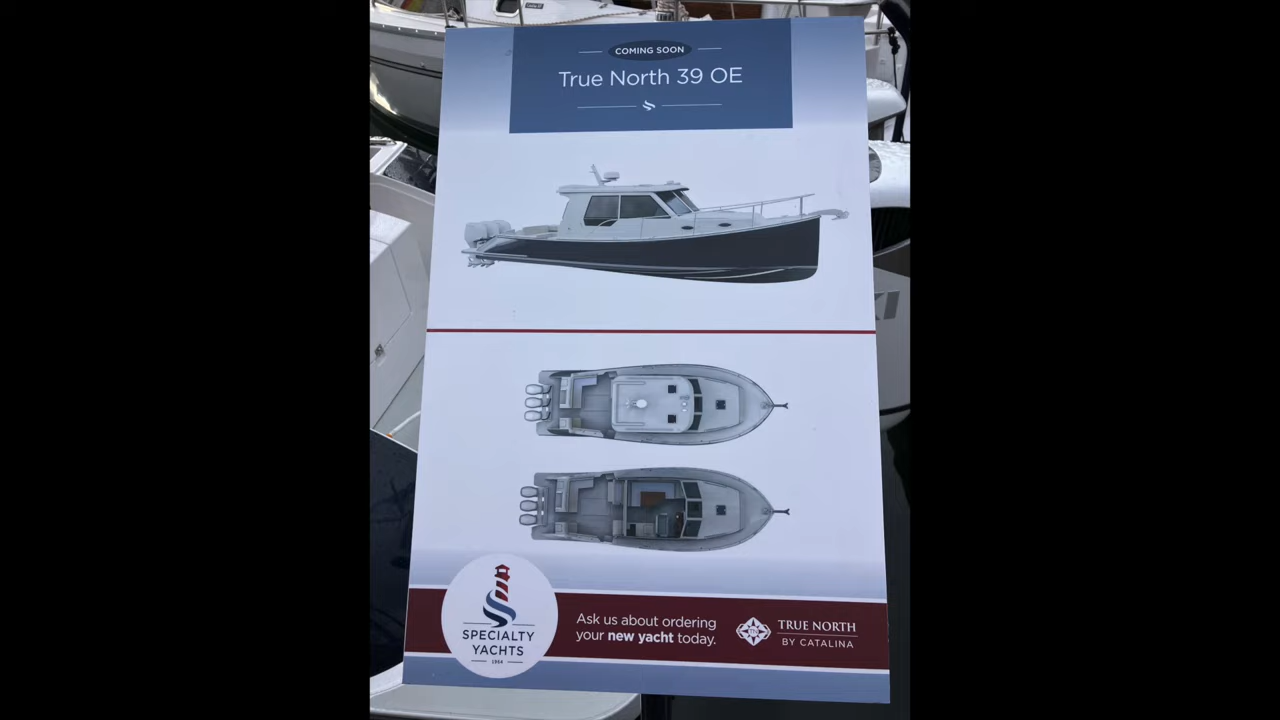 COMING SOON
True North 39 OE
SPECIALTY
YACHTS
1984
Ask us about ordering
your new yacht today.
TRUE NORTH
BY CATALINA